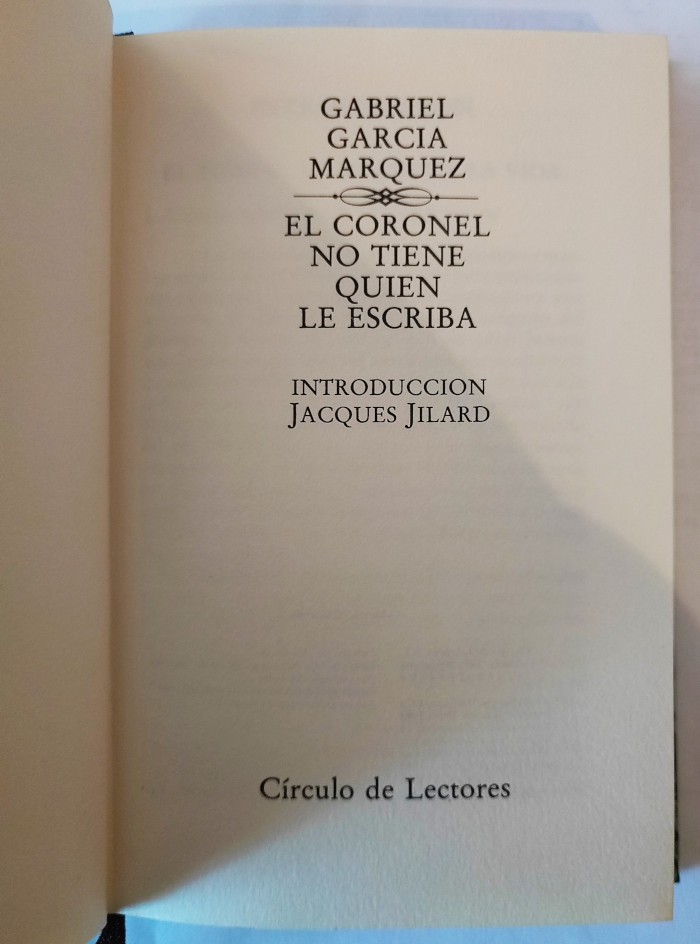 GABRIEL
GARCIA
MARQUEZ
EL CORONEL
NO TIENE
QUIEN
LE ESCRIBA
INTRODUCCION
JACQUES JILARD
Círculo de Lectores